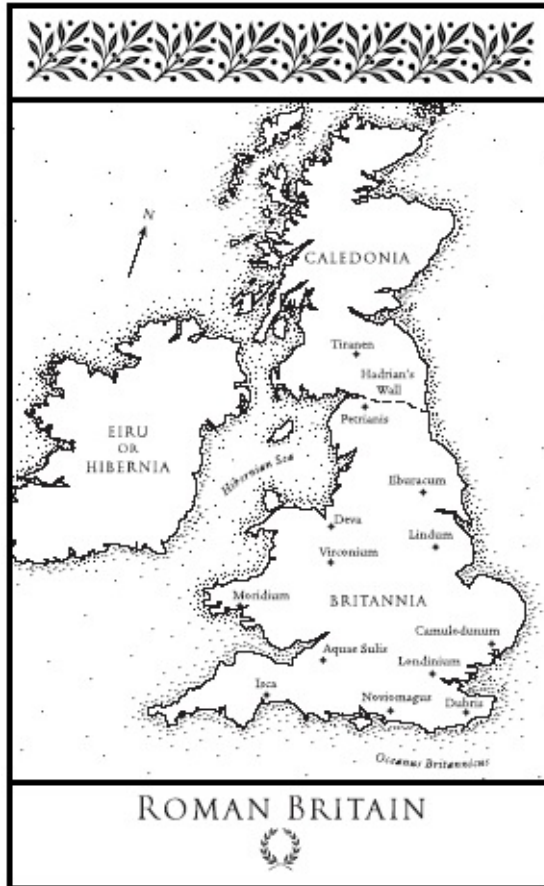 N
CALEDONIA
Tiranen
Hadrian's
Wall
Petrianis
EIRU
OR
HIBERNIA
Hibernian Sea
Eburacum
Deva
Lindum
Virconium
Moridium
BRITANNIA
Camulodunum
Aquae Sulis
Londinium
Isca
Noviomagus
Dubris
Oceanus Britannicus
ROMAN BRITAIN